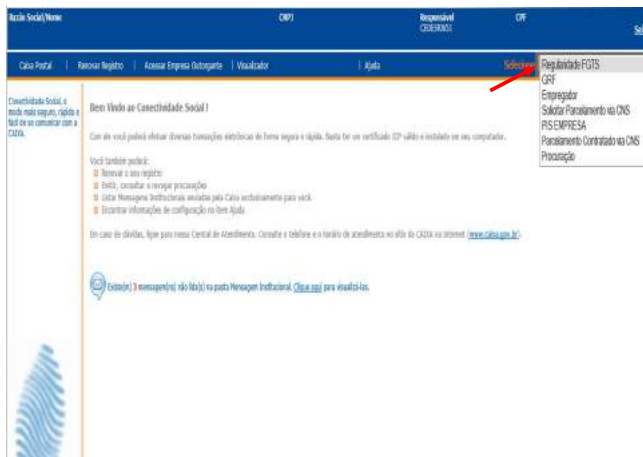 Razão Social/Nome CNPJ Responsável CPF
CEDESRJ051
Caixa Postal | Renovar Registro | Acessar Empresa Outorgante | Visualizador | Ajuda Selecione
Regularidade FGTS
GRF
Empregador
Solicitar Parcelamento via CNS
PIS EMPRESA
Parcelamento Contratado via CNS
Procuração
Conectividade Social, o
modo mais seguro, rápido e
fácil de se comunicar com a
CAIXA.
Bem Vindo ao Conectividade Social !
Com ele você poderá efetuar diversas transações eletrônicas de forma segura e rápida. Basta ter um certificado ICP válido e instalado em seu computador.
Você também poderá:
Renovar o seu registro
Emitir, consultar e revogar procurações
Listar Mensagens Institucionais enviadas pela Caixa exclusivamente para você
Encontrar informações de configuração no item Ajuda
Em caso de dúvidas, ligue para nossa Central de Atendimento. Consulte o telefone e o horário de atendimento no sítio da CAIXA na Internet (www.caixa.gov.br).
Existe(m) 3 mensagem(ns) não lida(s) na pasta Mensagem Institucional. Clique aqui para visualizá-las.